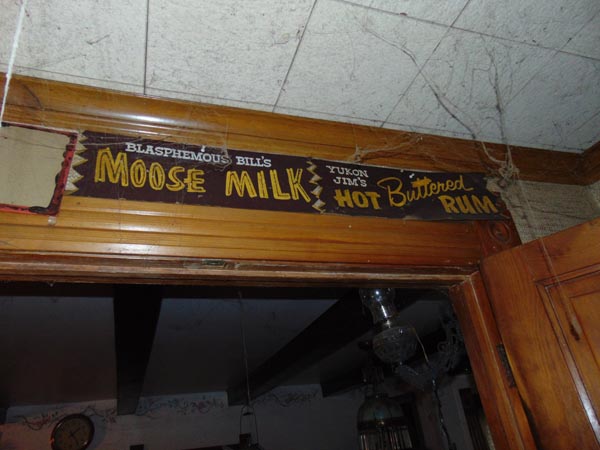 BLASPHEMOUS BILL'S
MOOSE MILK
YUKON
JIM'S
HOT Buttered
RUM